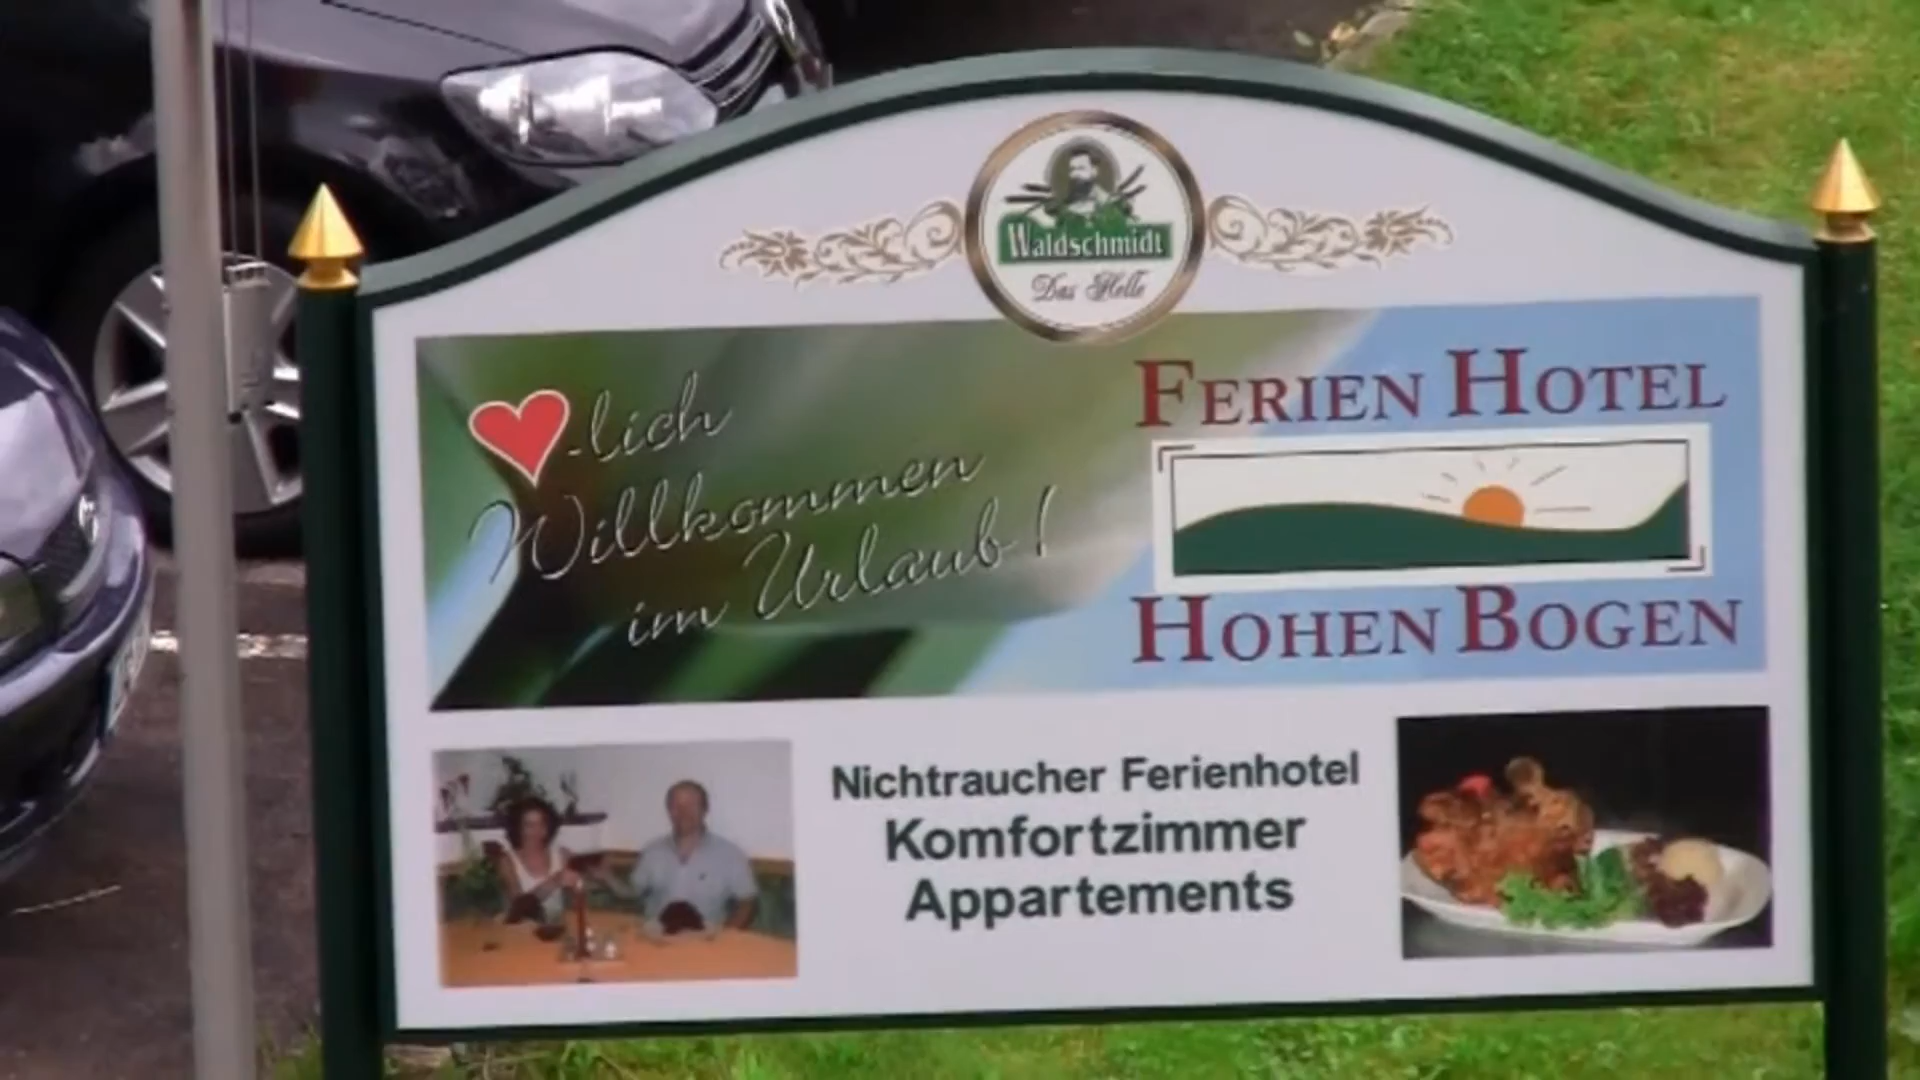 Waldschmidt
Das Helle
-lich
Willkommen
im Urlaub!
FERIEN HOTEL
HOHEN BOGEN
Nichtraucher Ferienhotel
Komfortzimmer
Appartements